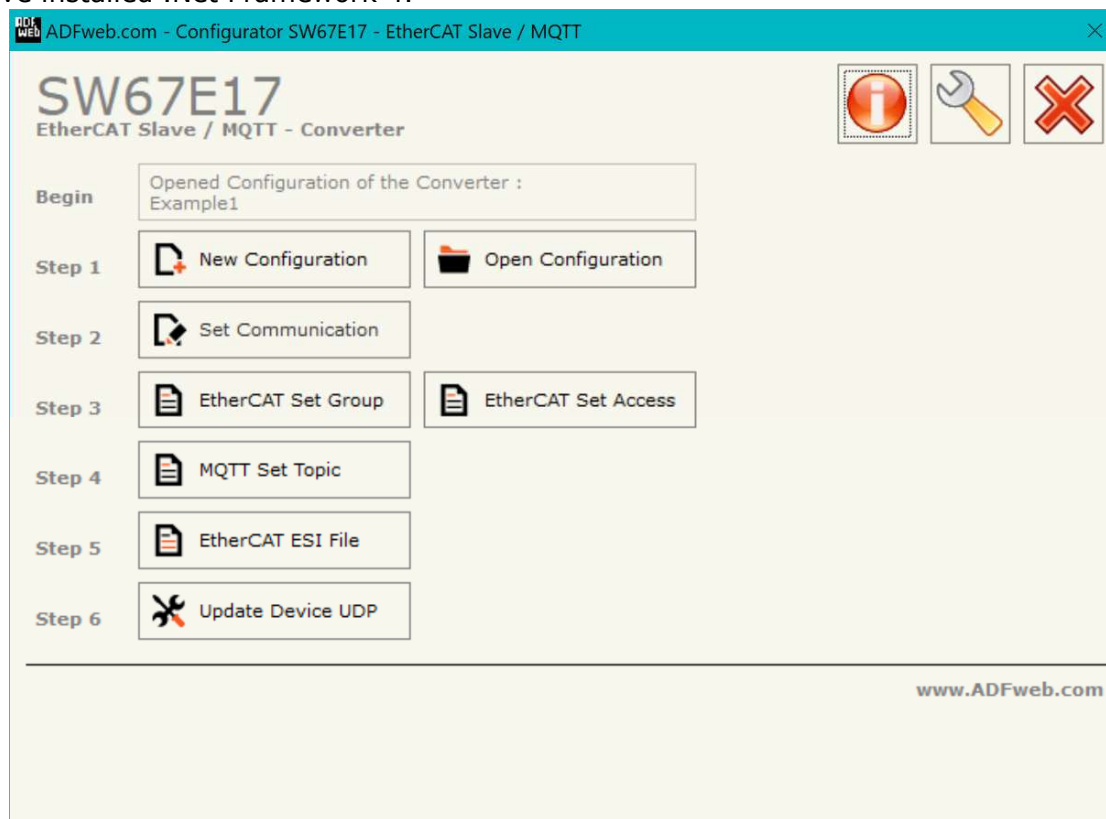 ADFweb.com - Configurator SW67E17 - EtherCAT Slave / MQTT
SW67E17
EtherCAT Slave / MQTT - Converter
Begin
Opened Configuration of the Converter :
Example1
Step 1
New Configuration
Open Configuration
Step 2
Set Communication
Step 3
EtherCAT Set Group
EtherCAT Set Access
Step 4
MQTT Set Topic
Step 5
EtherCAT ESI File
Step 6
Update Device UDP
www.ADFweb.com